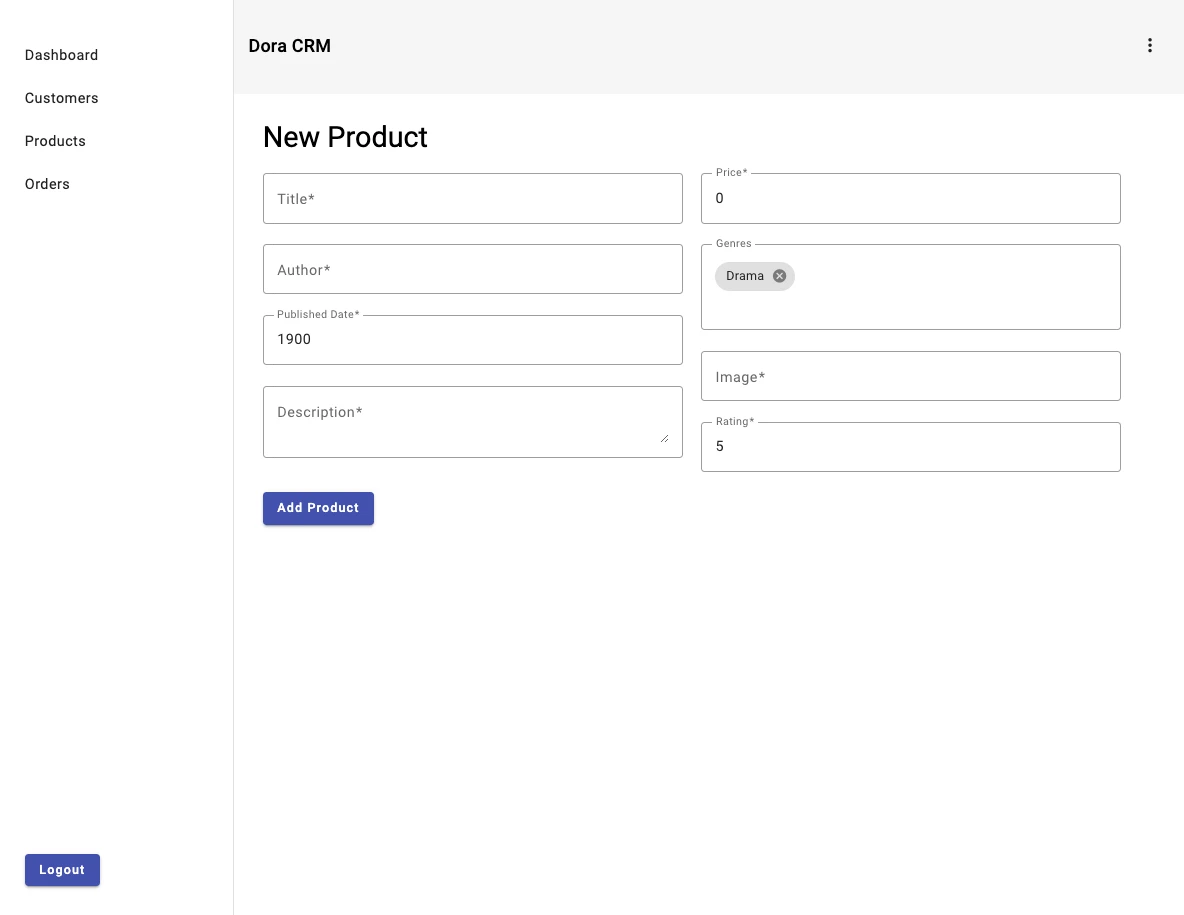 Dashboard
Customers
Products
Orders
Logout
Dora CRM
New Product
Title*
Author*
Published Date*
1900
Description*
Price*
0
Genres
Drama
Image*
Rating*
5
Add Product